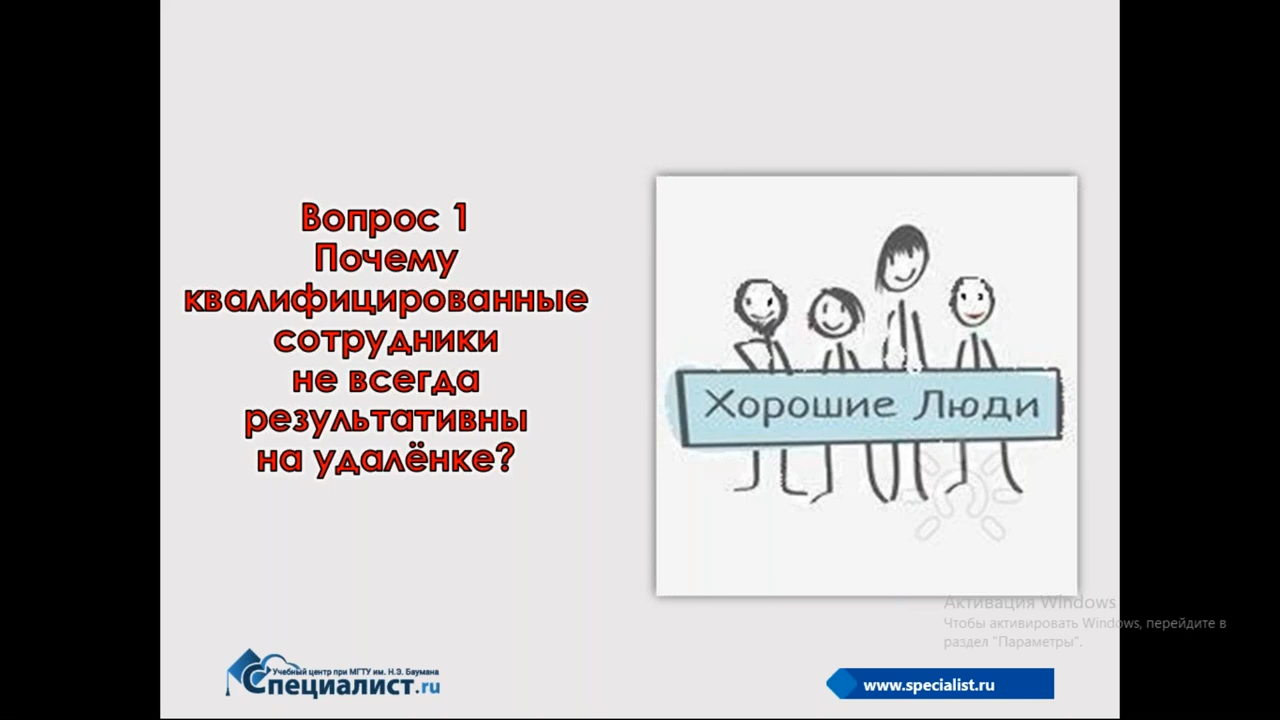 Вопрос 1
Почему
квалифицированные
сотрудники
не всегда
результативны
на удалёнке?
Хорошие Люди
Активация Windows
Чтобы активировать Windows, перейдите в
раздел "Параметры".
Учебный центр при МГТУ им. Н.Э. Баумана
Специалист.ru
www.specialist.ru